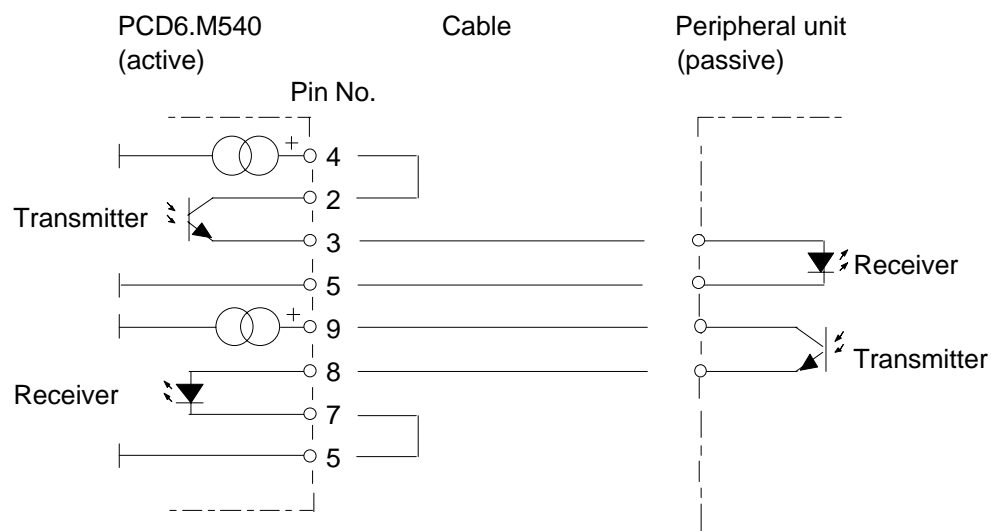 PCD6.M540 Cable Peripheral unit
(active) (passive)
Pin No.
+ 4
2
Transmitter
3
5 Receiver
+ 9
8 Transmitter
Receiver
7
5